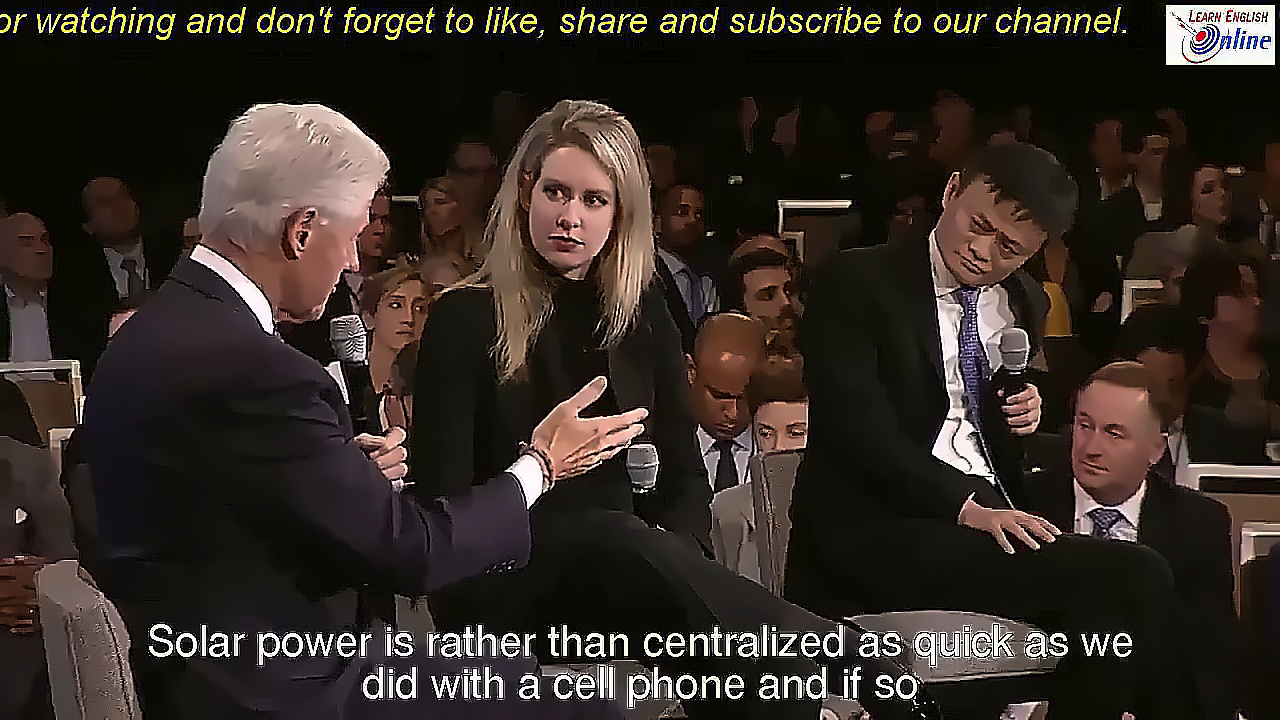 or watching and don't forget to like, share and subscribe to our channel.
LEARN ENGLISH
Online
Solar power is rather than centralized as quick as we
did with a cell phone and if so